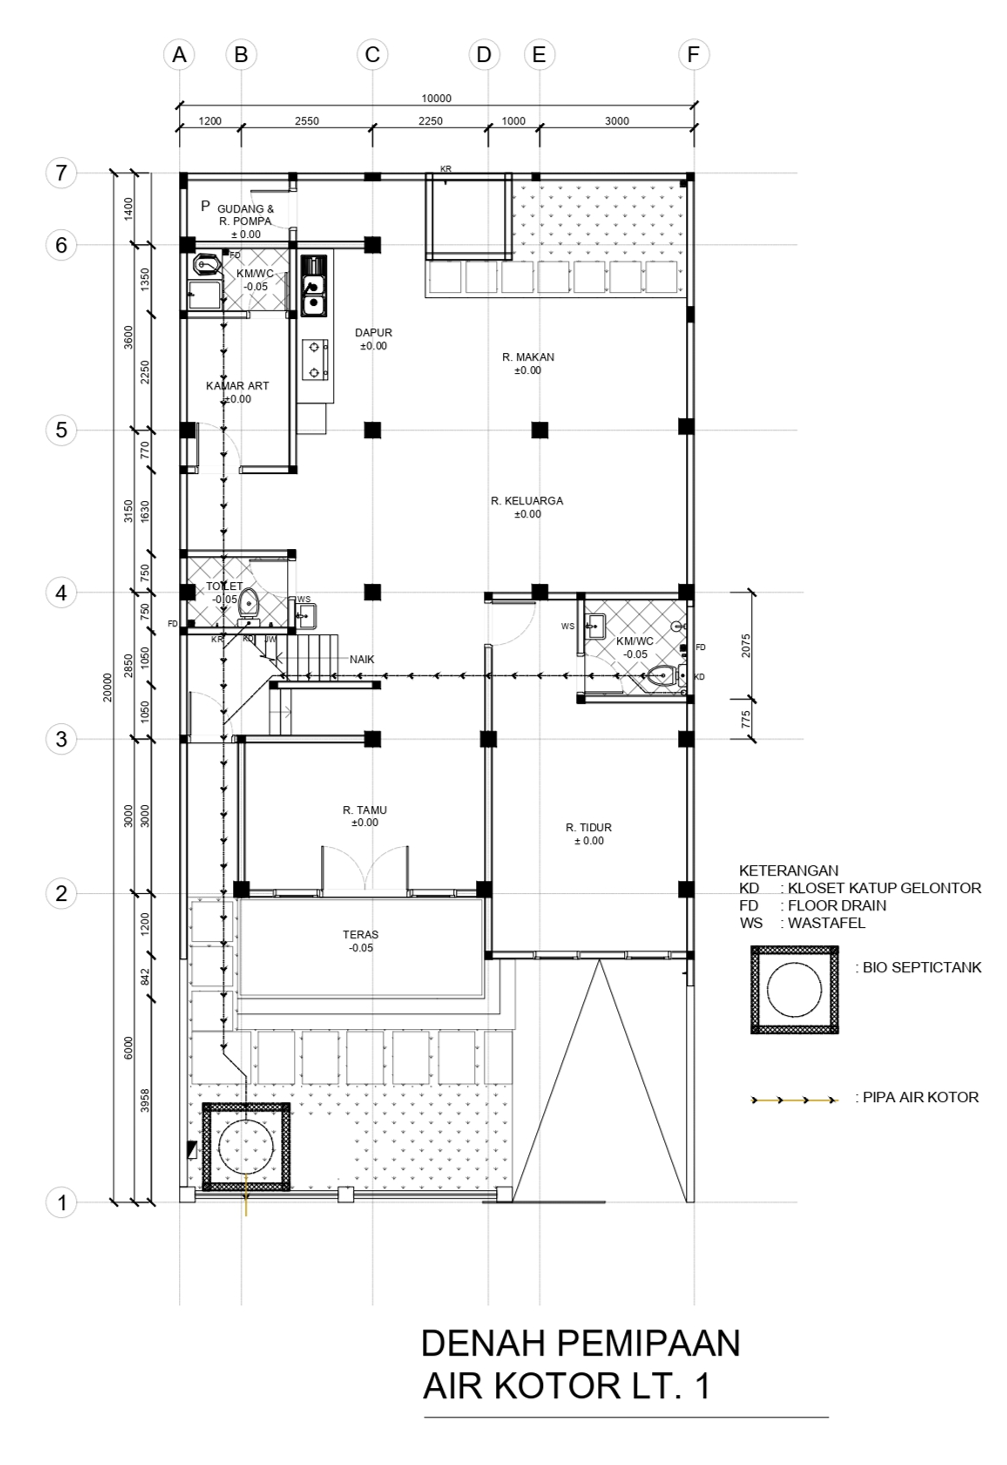 A B C D E F
10000
1200 2550 2250 1000 3000
7
KR
1400
P GUDANG &
R. POMPA
± 0.00
6
FD
KM/WC
-0.05
1350
3600
DAPUR
±0.00
R. MAKAN
±0.00
2250
KAMAR ART
±0.00
5
770
R. KELUARGA
±0.00
3150
1630
750
TOILET
-0.05
4
WS
750
FD
KR KD JW
WS
KM/WC
-0.05
FD
KD
2075
NAIK
2850
1050
20000
1050
775
3
3000
3000
R. TAMU
±0.00
R. TIDUR
± 0.00
2
KETERANGAN
KD : KLOSET KATUP GELONTOR
FD : FLOOR DRAIN
WS : WASTAFEL
1200
TERAS
-0.05
842
: BIO SEPTICTANK
6000
3958
: PIPA AIR KOTOR
1
DENAH PEMIPAAN
AIR KOTOR LT. 1